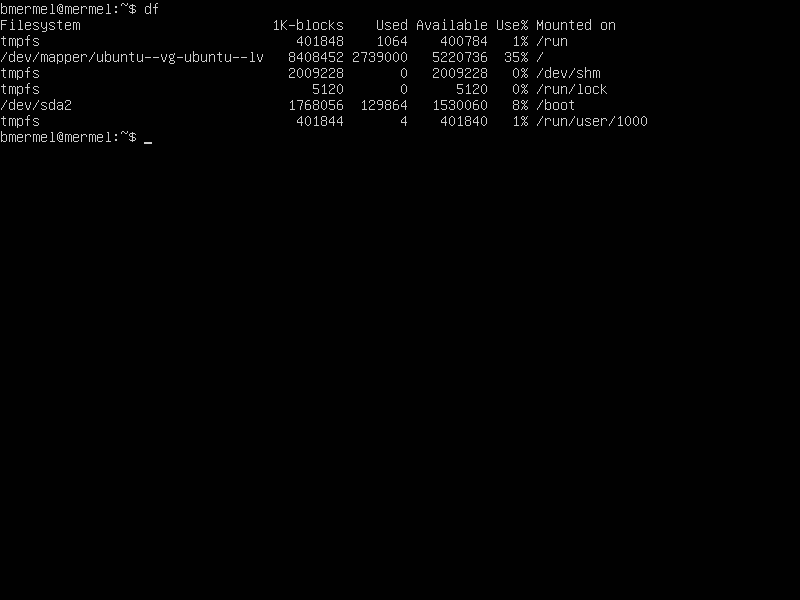 bmermel@mermel:~$ df
Filesystem                        1K-blocks    Used Available Use% Mounted on
tmpfs                                401848    1064    400784   1% /run
/dev/mapper/ubuntu--vg-ubuntu--lv   8408452 2739000   5220736  35% /
tmpfs                               2009228       0   2009228   0% /dev/shm
tmpfs                                  5120       0      5120   0% /run/lock
/dev/sda2                           1768056  129864   1530060   8% /boot
tmpfs                                401844       4    401840   1% /run/user/1000
bmermel@mermel:~$ _